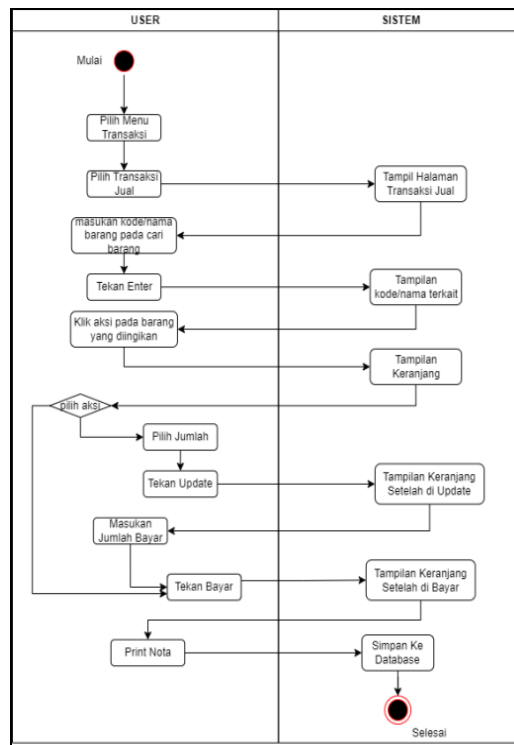 USER
SISTEM
Mulai
Pilih Menu
Transaksi
Pilih Transaksi
Jual
Tampil Halaman
Transaksi Jual
masukan kode/nama
barang pada cari
barang
Tekan Enter
Tampilan
kode/nama terkait
Klik aksi pada barang
yang diingikan
Tampilan
Keranjang
pilih aksi
Pilih Jumlah
Tekan Update
Tampilan Keranjang
Setelah di Update
Masukan
Jumlah Bayar
Tekan Bayar
Tampilan Keranjang
Setelah di Bayar
Print Nota
Simpan Ke
Database
Selesai